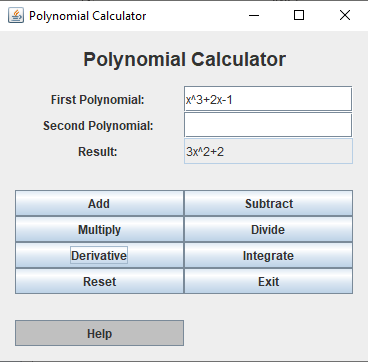 Polynomial Calculator
Polynomial Calculator
First Polynomial: x^3+2x-1
Second Polynomial:
Result: 3x^2+2
Add Subtract
Multiply Divide
Derivative Integrate
Reset Exit
Help